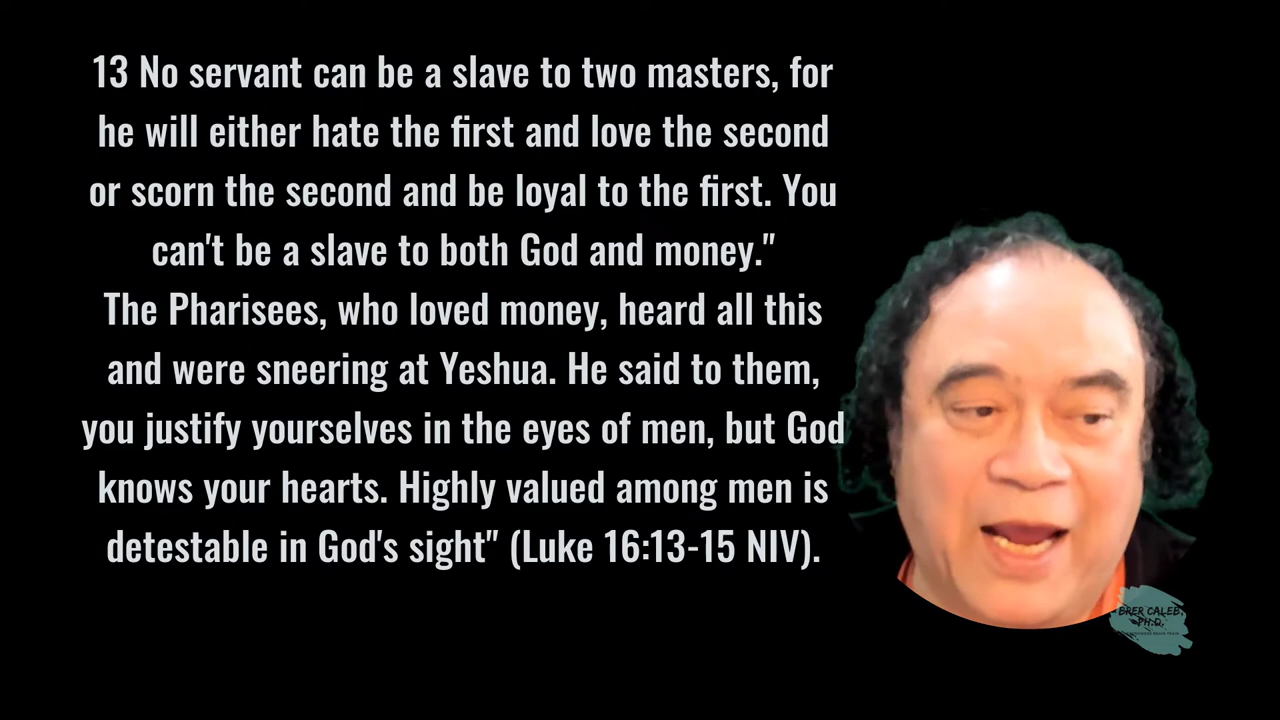 13 No servant can be a slave to two masters, for
he will either hate the first and love the second
or scorn the second and be loyal to the first. You
can't be a slave to both God and money."
The Pharisees, who loved money, heard all this
and were sneering at Yeshua. He said to them,
you justify yourselves in the eyes of men, but God
knows your hearts. Highly valued among men is
detestable in God's sight" (Luke 16:13-15 NIV).
BRER CALEB,
PH.D.